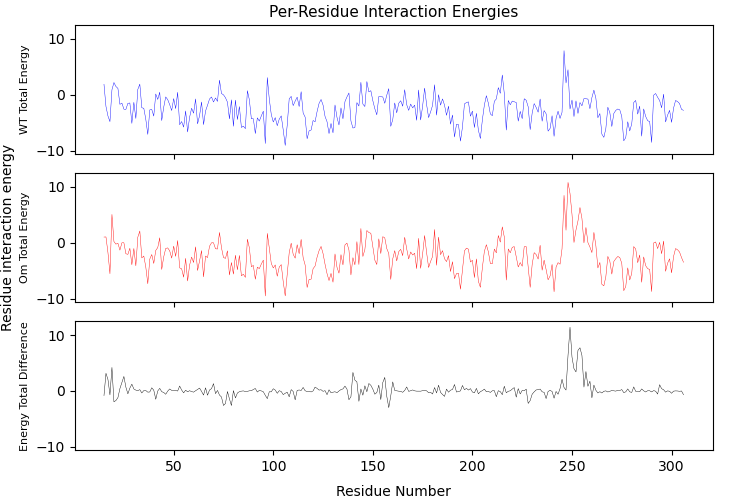 Per-Residue Interaction Energies
Residue interaction energy
WT Total Energy
10
0
−10
Om Total Energy
10
0
−10
Energy Total Difference
10
0
−10
50
100
150
200
250
300
Residue Number